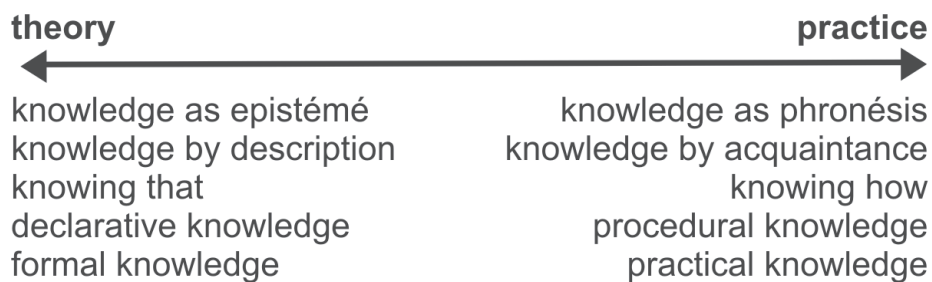 theory practice
knowledge as epistémé knowledge as phronésis
knowledge by description knowledge by acquaintance
knowing that knowing how
declarative knowledge procedural knowledge
formal knowledge practical knowledge